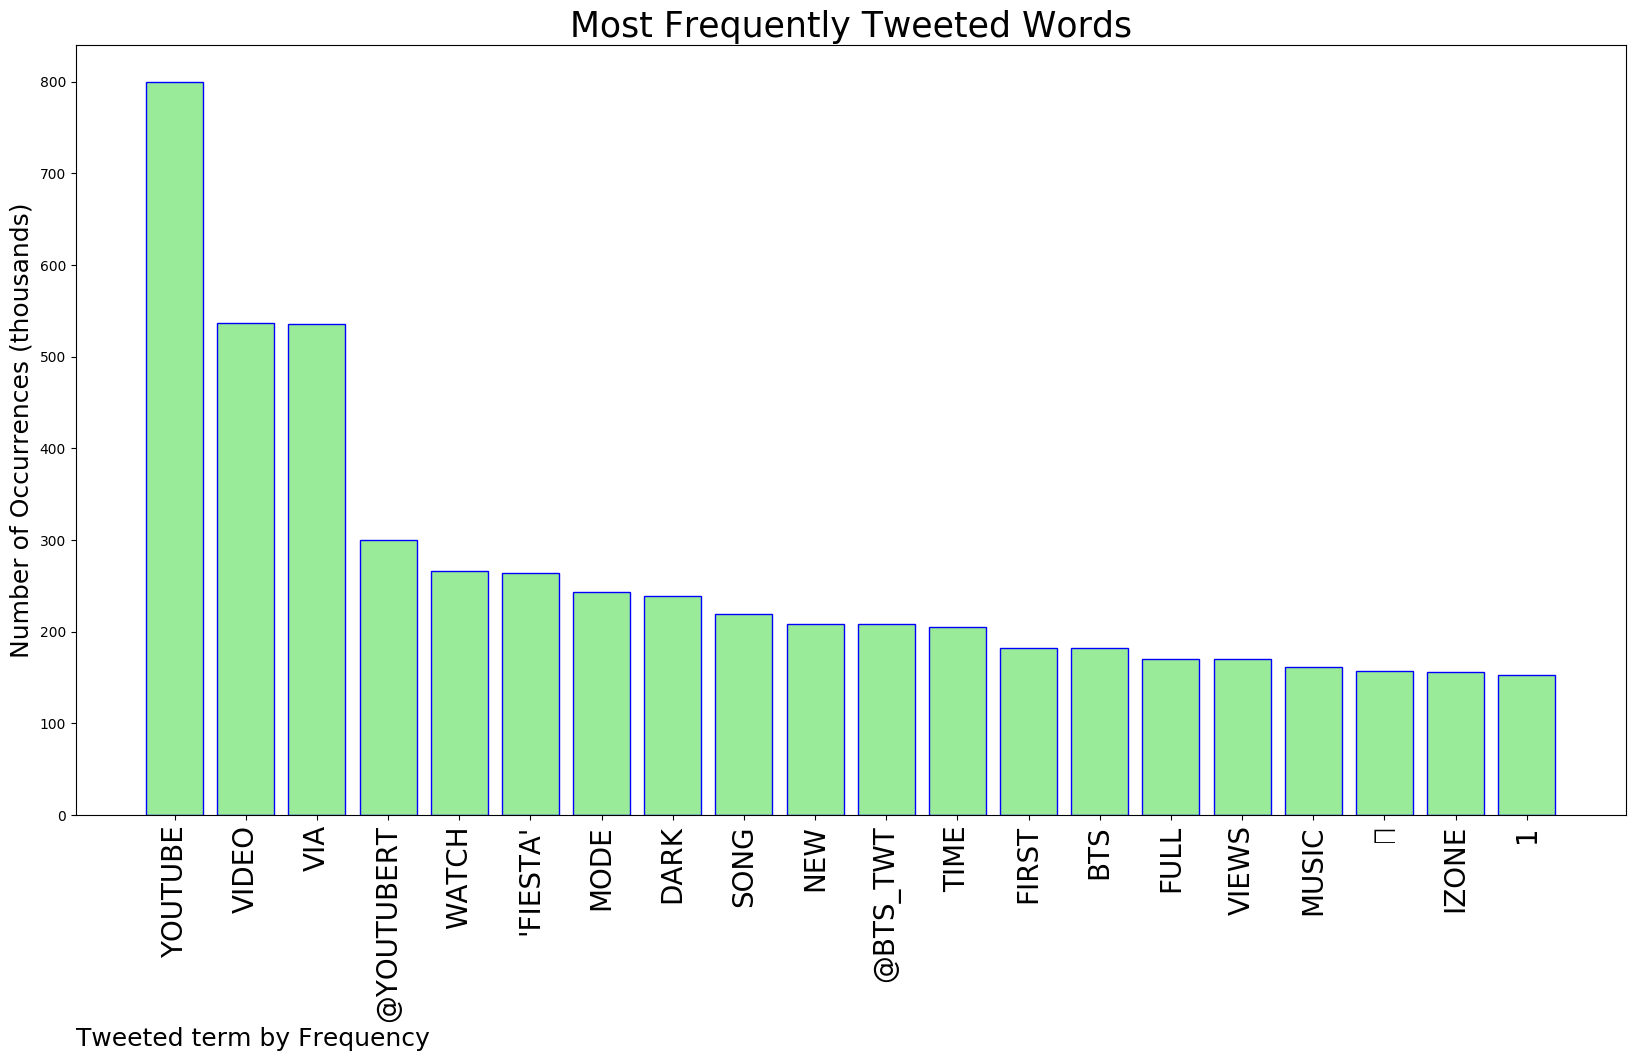 Most Frequently Tweeted Words
Number of Occurrences (thousands)
800
700
600
500
400
300
200
100
0
YOUTUBE
VIDEO
VIA
@YOUTUBERT
WATCH
'FIESTA'
MODE
DARK
SONG
NEW
@BTS_TWT
TIME
FIRST
BTS
FULL
VIEWS
MUSIC
IZONE
1
Tweeted term by Frequency